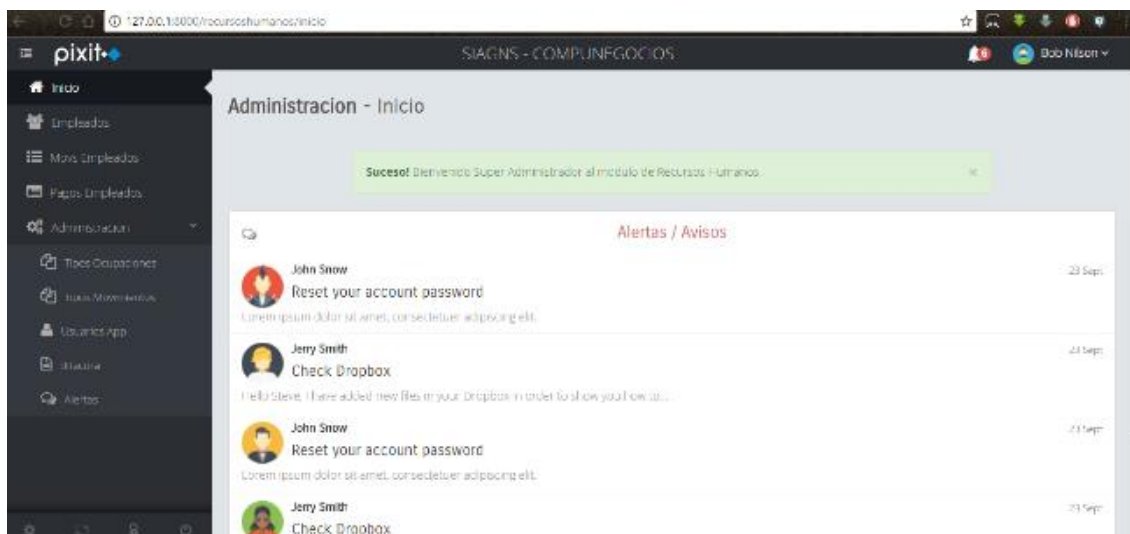 127.0.0.1:8000/recursoshumanos/inicio
pixit
SIAGNS - COMPUNEGOCIOS
6
Bob Nilson
Inicio
Empleados
Movs Empleados
Pagos Empleados
Administracion
Tipos Ocupaciones
Tipos Movimientos
Usuarios App
Bitacora
Alertas
Administracion - Inicio
Suceso! Bienvenido Super Administrador al modulo de Recursos Humanos
×
Alertas / Avisos
John Snow
23 Sept
Reset your account password
Lorem ipsum dolor sit amet, consectetuer adipiscing elit.
Jerry Smith
23 Sept
Check Dropbox
Hello Steve, I have added new files in your Dropbox in order to show you how to...
John Snow
23 Sept
Reset your account password
Lorem ipsum dolor sit amet, consectetuer adipiscing elit.
Jerry Smith
23 Sept
Check Dropbox